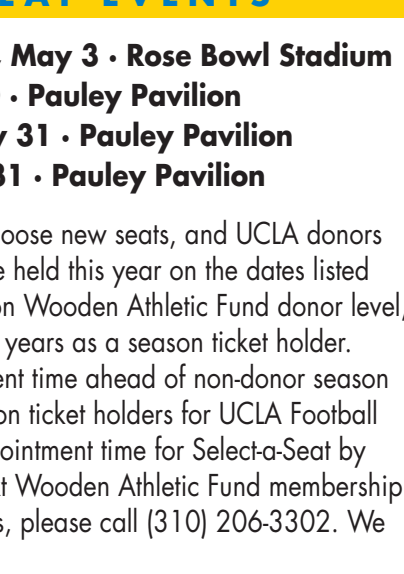 EAT EVENTS
, May 3 • Rose Bowl Stadium
• Pauley Pavilion
y 31 • Pauley Pavilion
31 • Pauley Pavilion
oose new seats, and UCLA donors
e held this year on the dates listed
on Wooden Athletic Fund donor level,
years as a season ticket holder.
ent time ahead of non-donor season
on ticket holders for UCLA Football
ointment time for Select-a-Seat by
t Wooden Athletic Fund membership
s, please call (310) 206-3302. We